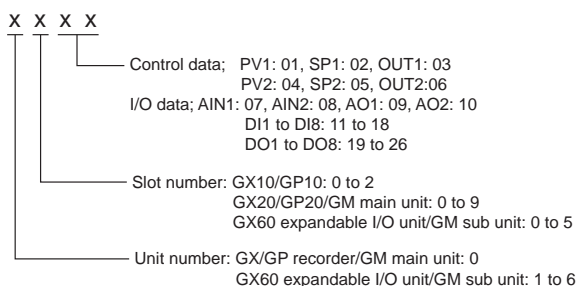 X X X X
Control data; PV1: 01, SP1: 02, OUT1: 03
PV2: 04, SP2: 05, OUT2:06
I/O data; AIN1: 07, AIN2: 08, AO1: 09, AO2: 10
DI1 to DI8: 11 to 18
DO1 to DO8: 19 to 26
Slot number: GX10/GP10: 0 to 2
GX20/GP20/GM main unit: 0 to 9
GX60 expandable I/O unit/GM sub unit: 0 to 5
Unit number: GX/GP recorder/GM main unit: 0
GX60 expandable I/O unit/GM sub unit: 1 to 6